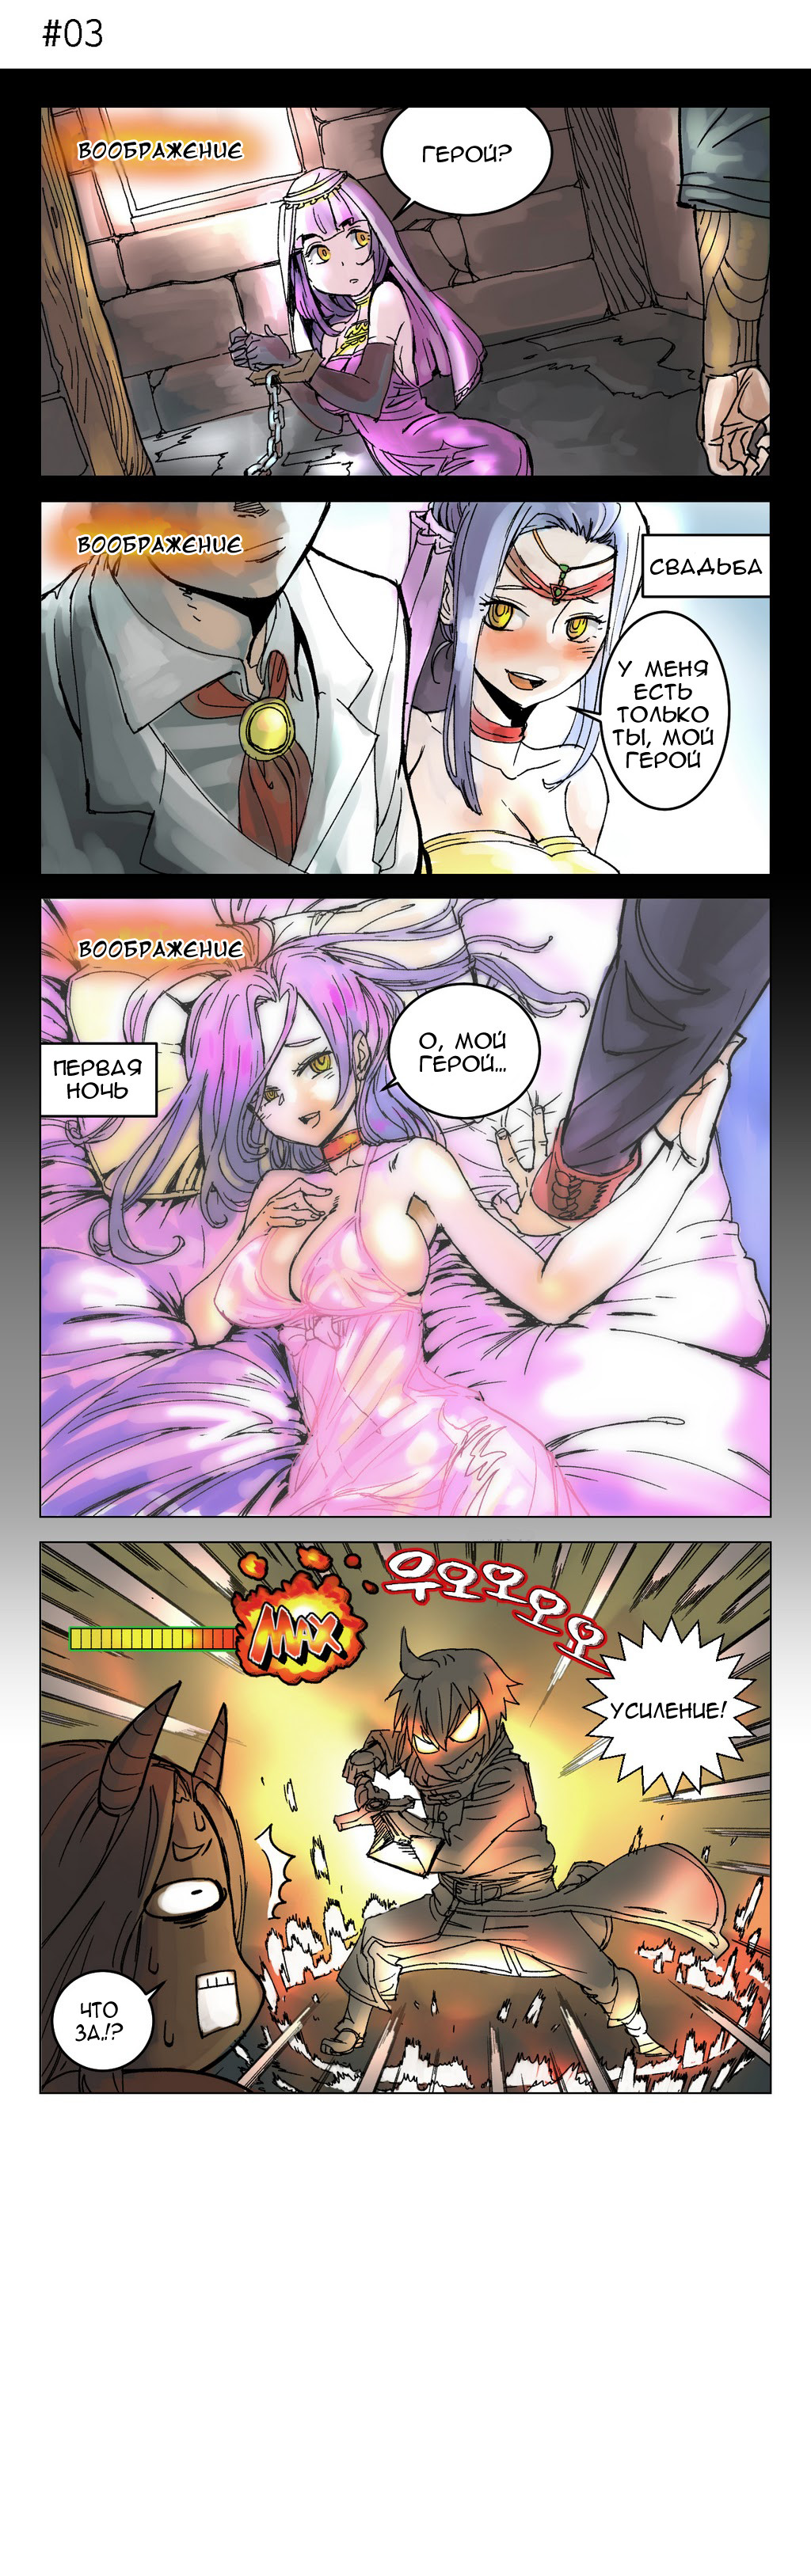 #03
ВООБРАЖЕНИЕ
ГЕРОЙ?
ВООБРАЖЕНИЕ
СВАДЬБА
У МЕНЯ
ЕСТЬ
ТОЛЬКО
ТЫ, МОЙ
ГЕРОЙ
ВООБРАЖЕНИЕ
ПЕРВАЯ
НОЧЬ
О, МОЙ
ГЕРОЙ...
MAX
우오오오오
УСИЛЕНИЕ!
ЧТО
ЗА..!?